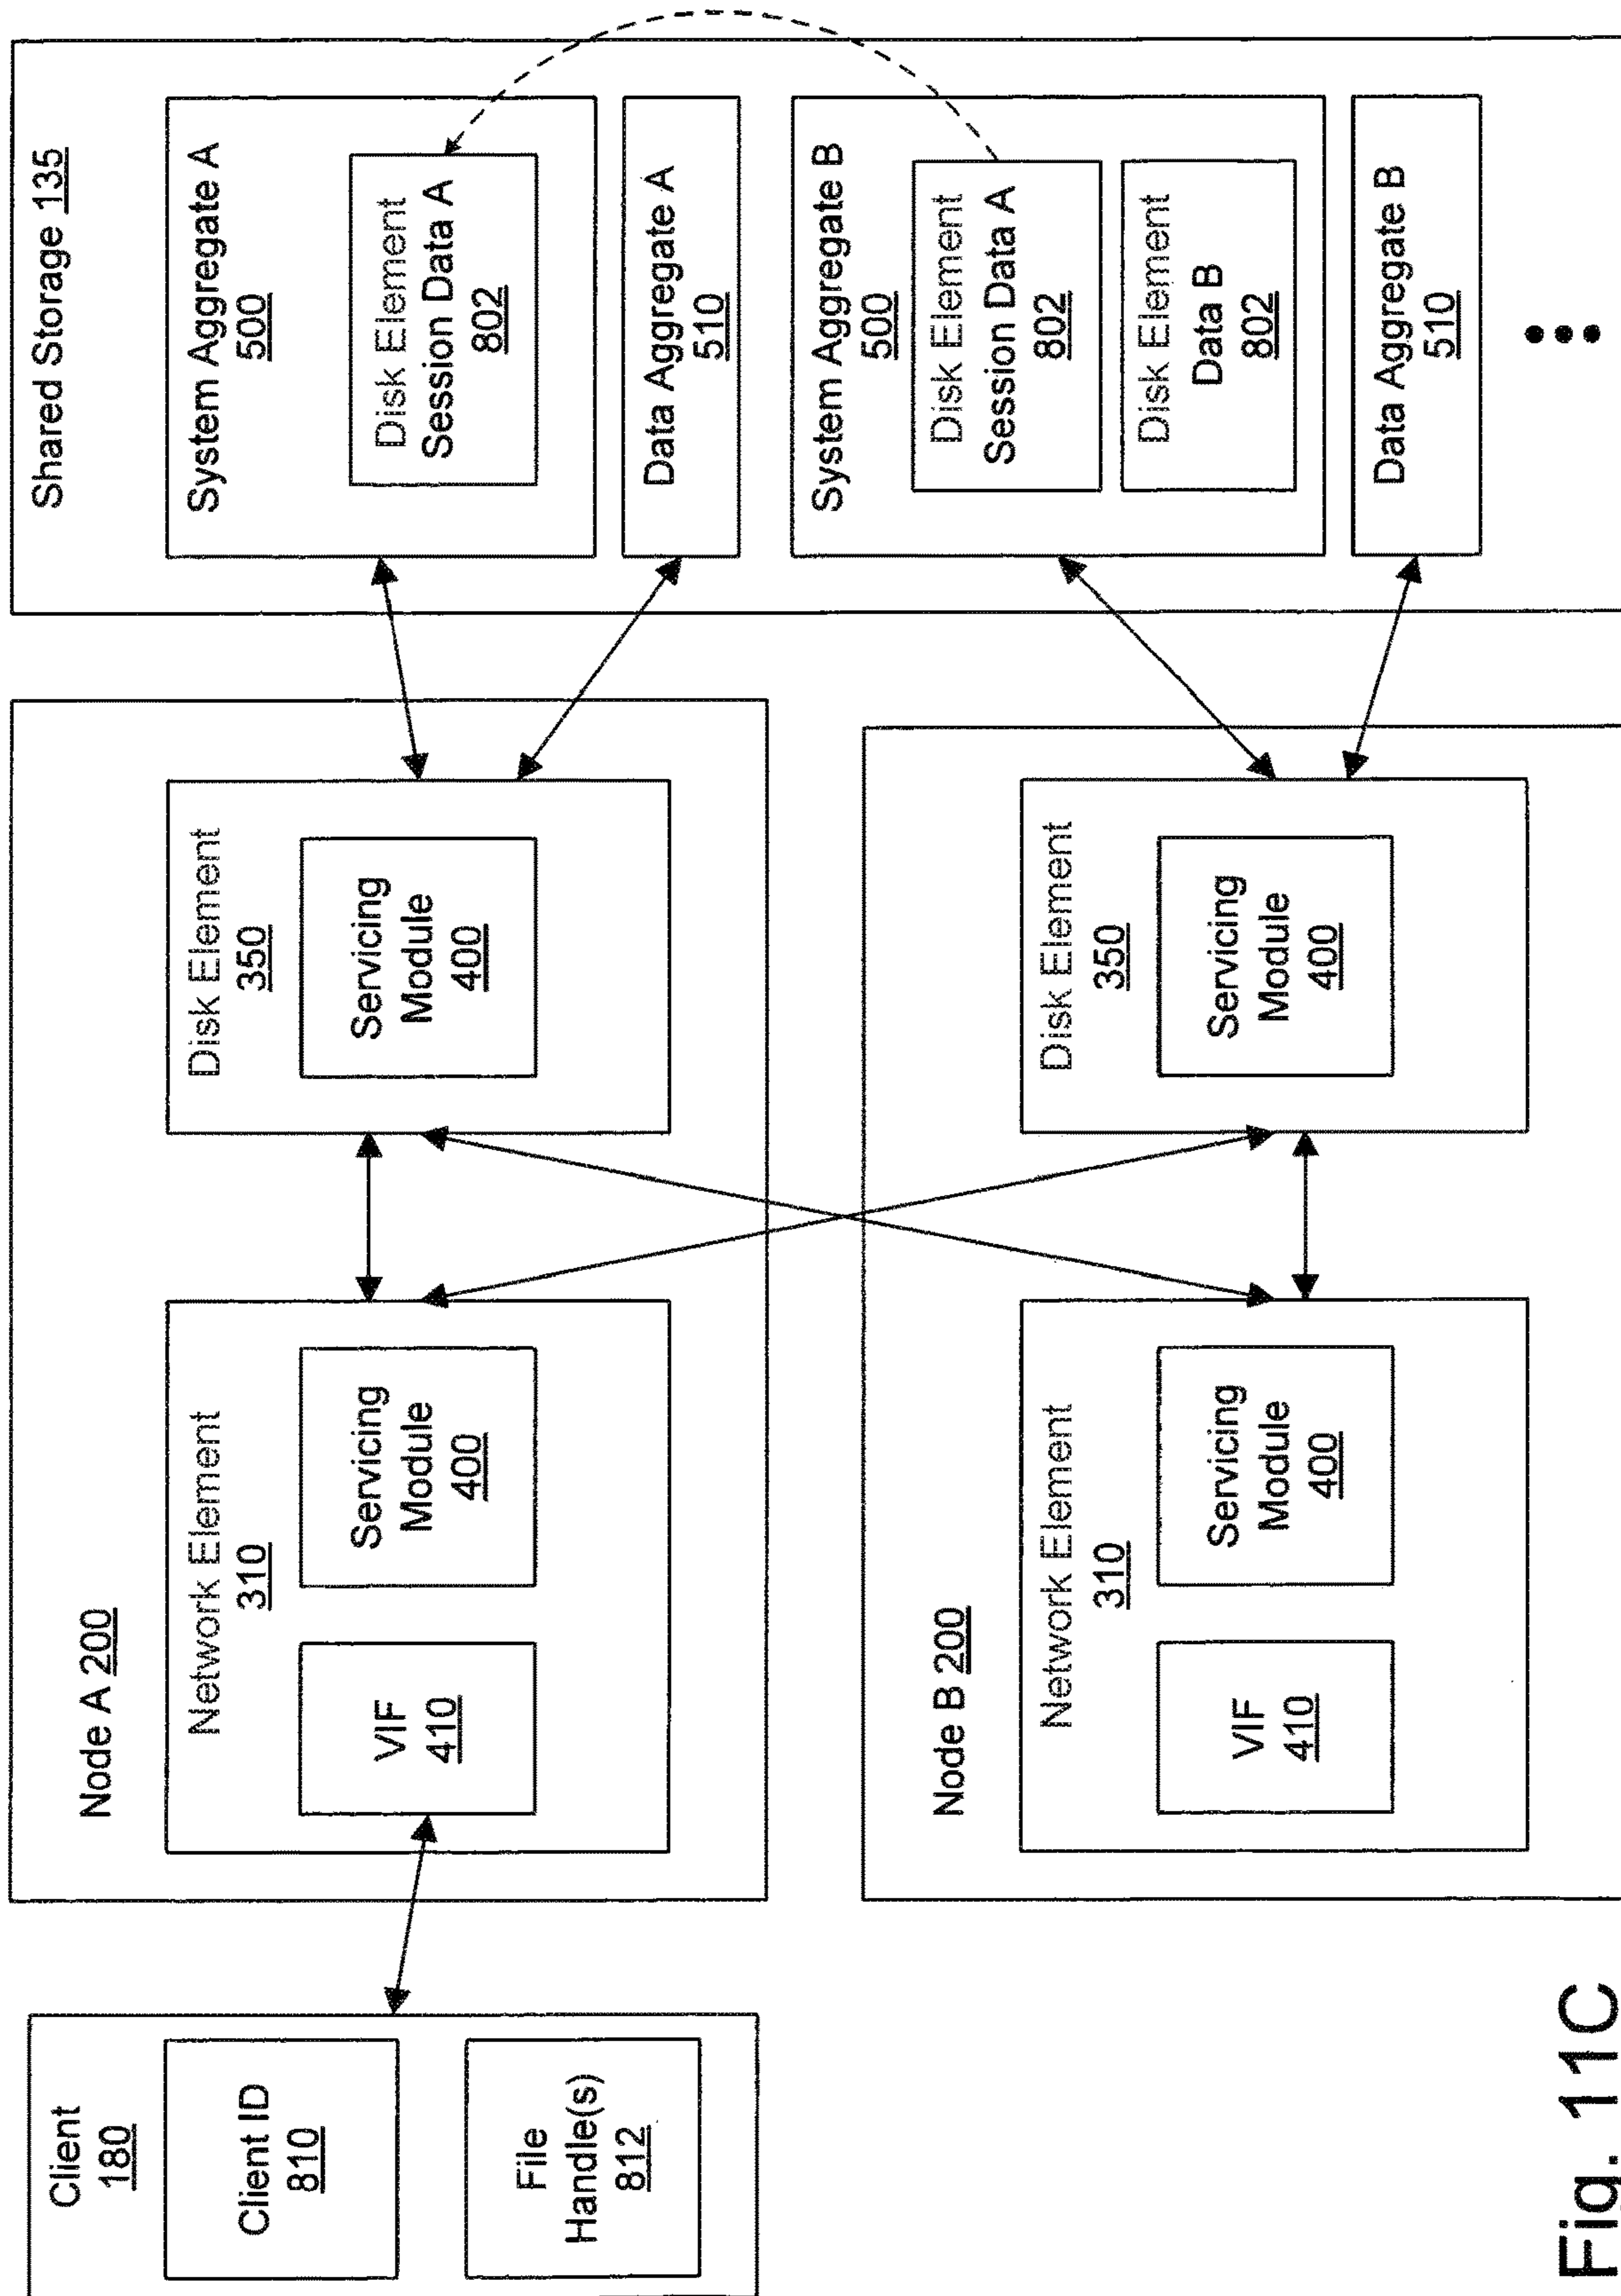 Client
180
Client ID
810
File
Handle(s)
812
Node A 200
Network Element
310
VIF
410
Servicing
Module
400
Disk Element
350
Servicing
Module
400
Node B 200
Network Element
310
VIF
410
Servicing
Module
400
Disk Element
350
Servicing
Module
400
Shared Storage 135
System Aggregate A
500
Disk Element
Session Data A
802
Data Aggregate A
510
System Aggregate B
500
Disk Element
Session Data A
802
Disk Element
Data B
802
Data Aggregate B
510
Fig. 11C